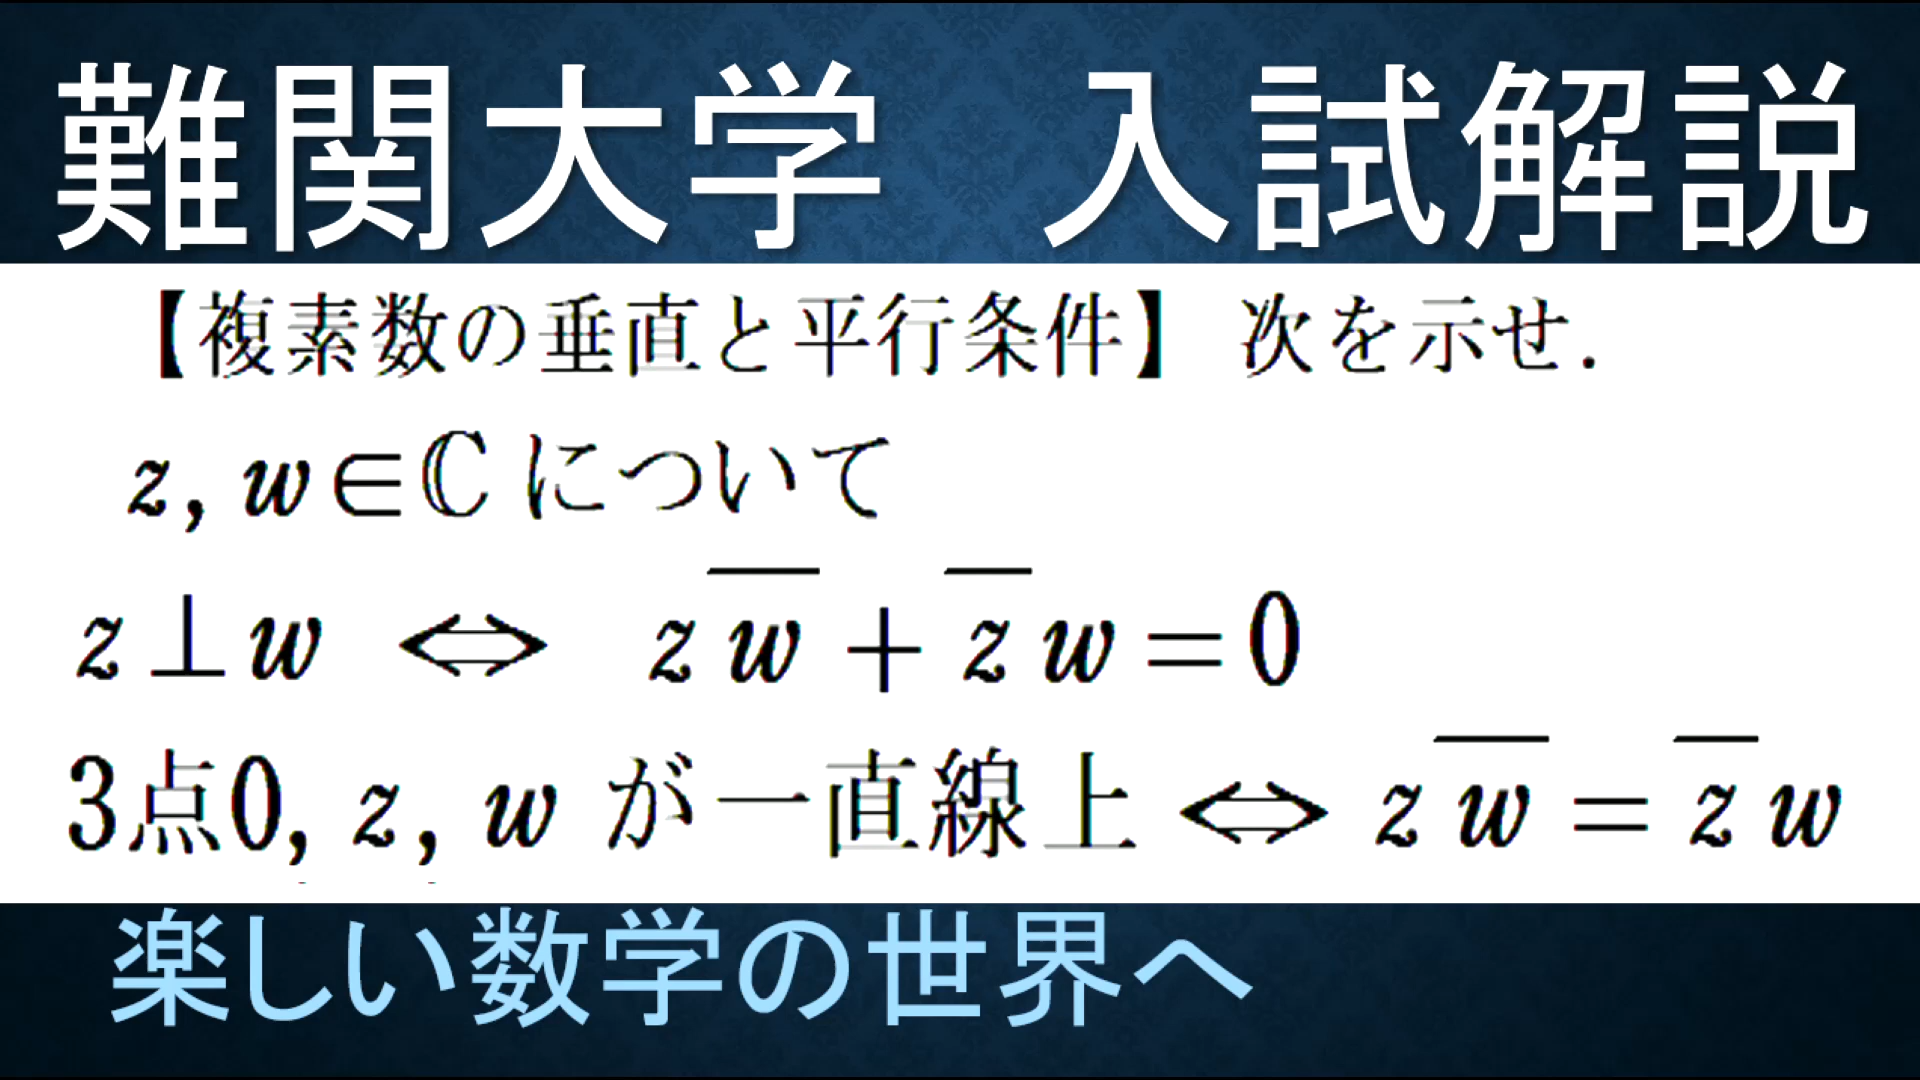 難関大学 入試解説
【複素数の垂直と平行条件】 次を示せ.
z, w∈ℂ について
z⊥w ⇔ z w̅ + z̅ w = 0
3点0, z, w が一直線上 ⇔ z w̅ = z̅ w
楽しい数学の世界へ